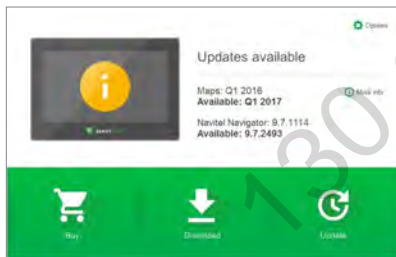 Options
Updates available
Maps: Q1 2016
Available: Q1 2017
More info
Navitel Navigator: 9.7.1114
Available: 9.7.2493
130
Buy
Download
Update